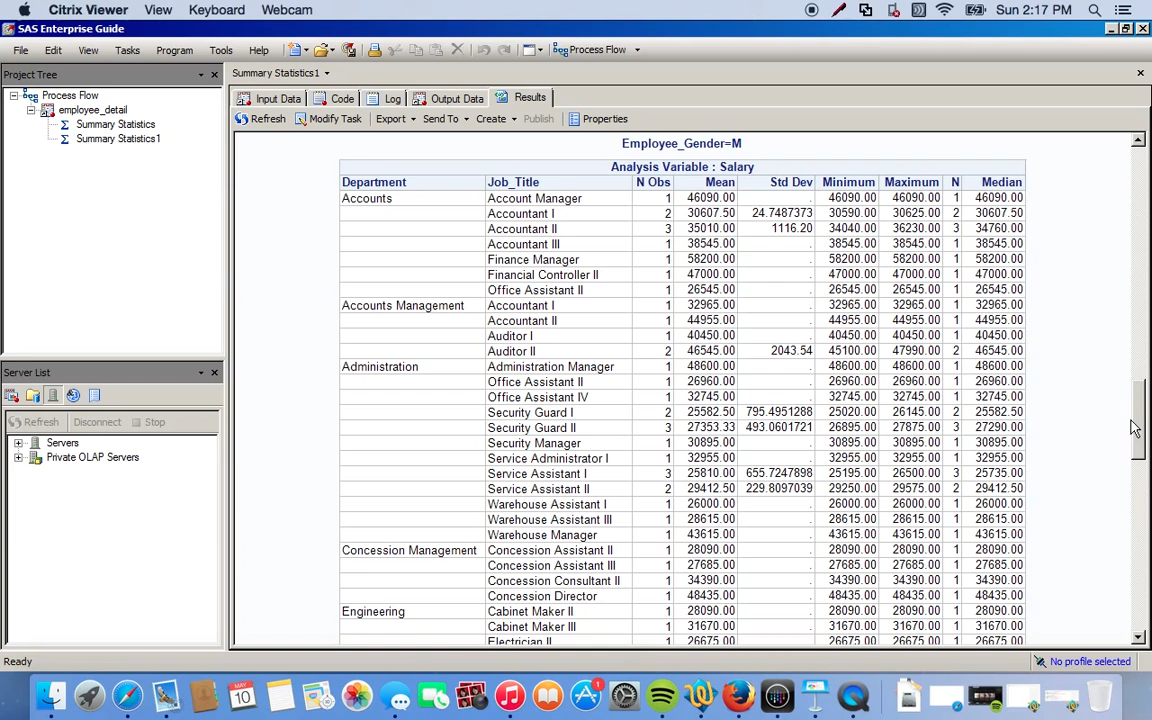 Citrix Viewer View Keyboard Webcam Sun 2:17 PM
SAS Enterprise Guide
File Edit View Tasks Program Tools Help Process Flow
Project Tree
Process Flow
employee_detail
Summary Statistics
Summary Statistics1
Server List
Refresh Disconnect Stop
Servers
Private OLAP Servers
Summary Statistics1
Input Data Code Log Output Data Results
Refresh Modify Task Export Send To Create Publish Properties
Employee_Gender=M
Analysis Variable : Salary
Department Job_Title N Obs Mean Std Dev Minimum Maximum N Median
Accounts Account Manager 1 46090.00 . 46090.00 46090.00 1 46090.00
Accountant I 2 30607.50 24.7487373 30590.00 30625.00 2 30607.50
Accountant II 3 35010.00 1116.20 34040.00 36230.00 3 34760.00
Accountant III 1 38545.00 . 38545.00 38545.00 1 38545.00
Finance Manager 1 58200.00 . 58200.00 58200.00 1 58200.00
Financial Controller II 1 47000.00 . 47000.00 47000.00 1 47000.00
Office Assistant II 1 26545.00 . 26545.00 26545.00 1 26545.00
Accounts Management Accountant I 1 32965.00 . 32965.00 32965.00 1 32965.00
Accountant II 1 44955.00 . 44955.00 44955.00 1 44955.00
Auditor I 1 40450.00 . 40450.00 40450.00 1 40450.00
Auditor II 2 46545.00 2043.54 45100.00 47990.00 2 46545.00
Administration Administration Manager 1 48600.00 . 48600.00 48600.00 1 48600.00
Office Assistant II 1 26960.00 . 26960.00 26960.00 1 26960.00
Office Assistant IV 1 32745.00 . 32745.00 32745.00 1 32745.00
Security Guard I 2 25582.50 795.4951288 25020.00 26145.00 2 25582.50
Security Guard II 3 27353.33 493.0601721 26895.00 27875.00 3 27290.00
Security Manager 1 30895.00 . 30895.00 30895.00 1 30895.00
Service Administrator I 1 32955.00 . 32955.00 32955.00 1 32955.00
Service Assistant I 3 25810.00 655.7247898 25195.00 26500.00 3 25735.00
Service Assistant II 2 29412.50 229.8097039 29250.00 29575.00 2 29412.50
Warehouse Assistant I 1 26000.00 . 26000.00 26000.00 1 26000.00
Warehouse Assistant III 1 28615.00 . 28615.00 28615.00 1 28615.00
Warehouse Manager 1 43615.00 . 43615.00 43615.00 1 43615.00
Concession Management Concession Assistant II 1 28090.00 . 28090.00 28090.00 1 28090.00
Concession Assistant III 1 27685.00 . 27685.00 27685.00 1 27685.00
Concession Consultant II 1 34390.00 . 34390.00 34390.00 1 34390.00
Concession Director 1 48435.00 . 48435.00 48435.00 1 48435.00
Engineering Cabinet Maker II 1 28090.00 . 28090.00 28090.00 1 28090.00
Cabinet Maker III 1 31670.00 . 31670.00 31670.00 1 31670.00
Electrician II 1 26675.00 . 26675.00 26675.00 1 26675.00
Ready No profile selected
MAY
10
1